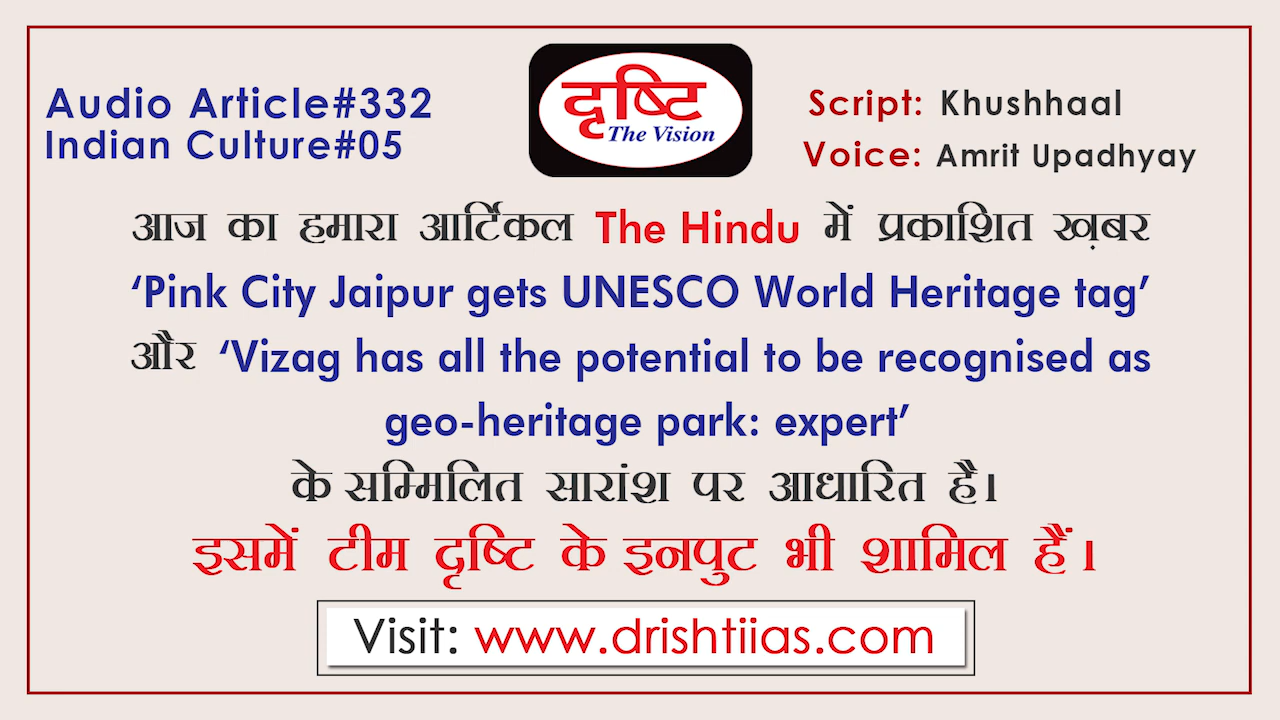 Audio Article#332
Indian Culture#05
दृष्टि
The Vision
Script: Khushhaal
Voice: Amrit Upadhyay
आज का हमारा आर्टिकल The Hindu में प्रकाशित ख़बर
‘Pink City Jaipur gets UNESCO World Heritage tag’
और ‘Vizag has all the potential to be recognised as
geo-heritage park: expert’
के सम्मिलित सारांश पर आधारित है।
इसमें टीम दृष्टि के इनपुट भी शामिल हैं।
Visit: www.drishtiias.com